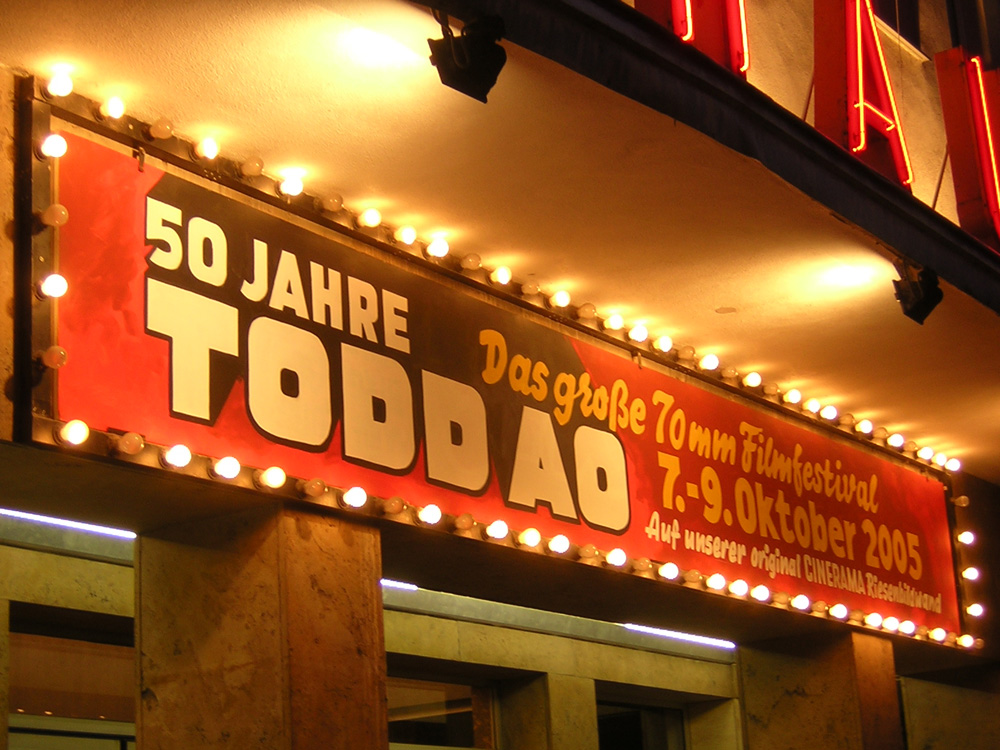 50 JAHRE
TODD AO
Das große 70mm Filmfestival
7.-9. Oktober 2005
Auf unserer original CINERAMA Riesenbildwand